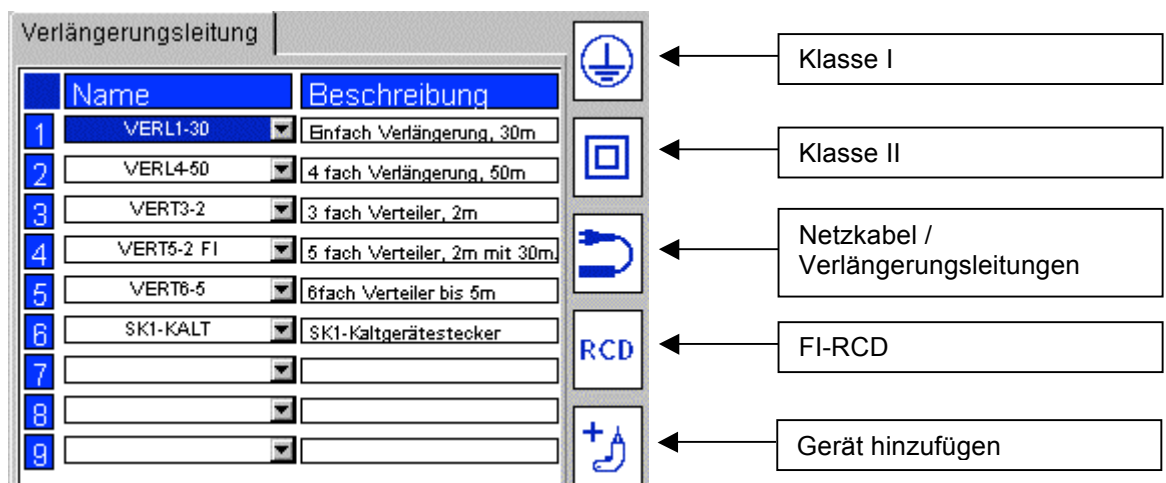 Verlängerungsleitung
Name Beschreibung
1 VERL1-30 Einfach Verlängerung, 30m
2 VERL4-50 4 fach Verlängerung, 50m
3 VERT3-2 3 fach Verteiler, 2m
4 VERT5-2 FI 5 fach Verteiler, 2m mit 30m.
5 VERT6-5 6fach Verteiler bis 5m
6 SK1-KALT SK1-Kaltgerätestecker
7
8
9
RCD
Klasse I
Klasse II
Netzkabel /
Verlängerungsleitungen
FI-RCD
Gerät hinzufügen